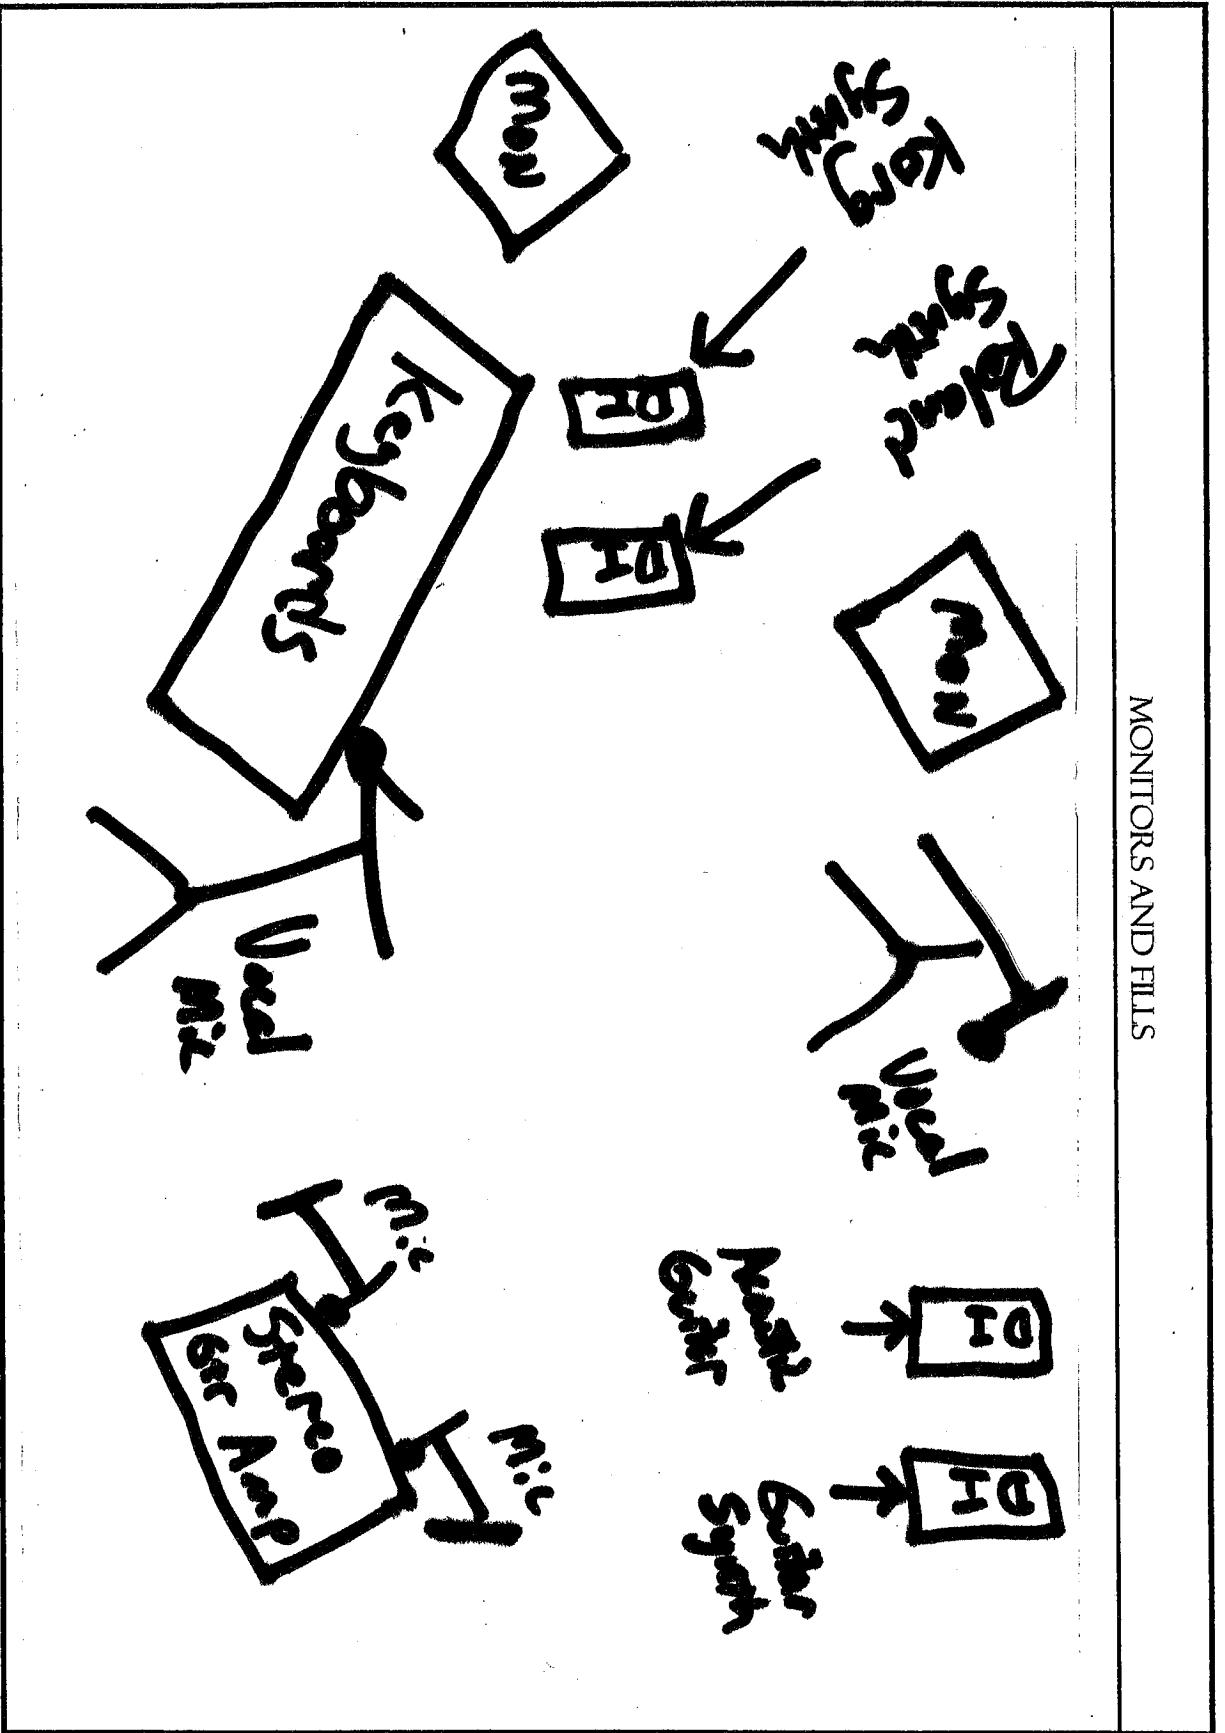 MONITORS AND FILLS
Korg
Synth
Roland
Synth
MON
Vocal
Mic
DI
DI
Acoustic
Guitar
Guitar
Synth
DI
DI
MON
Keyboards
Vocal
Mic
Mic
Mic
Stereo
Gtr Amp